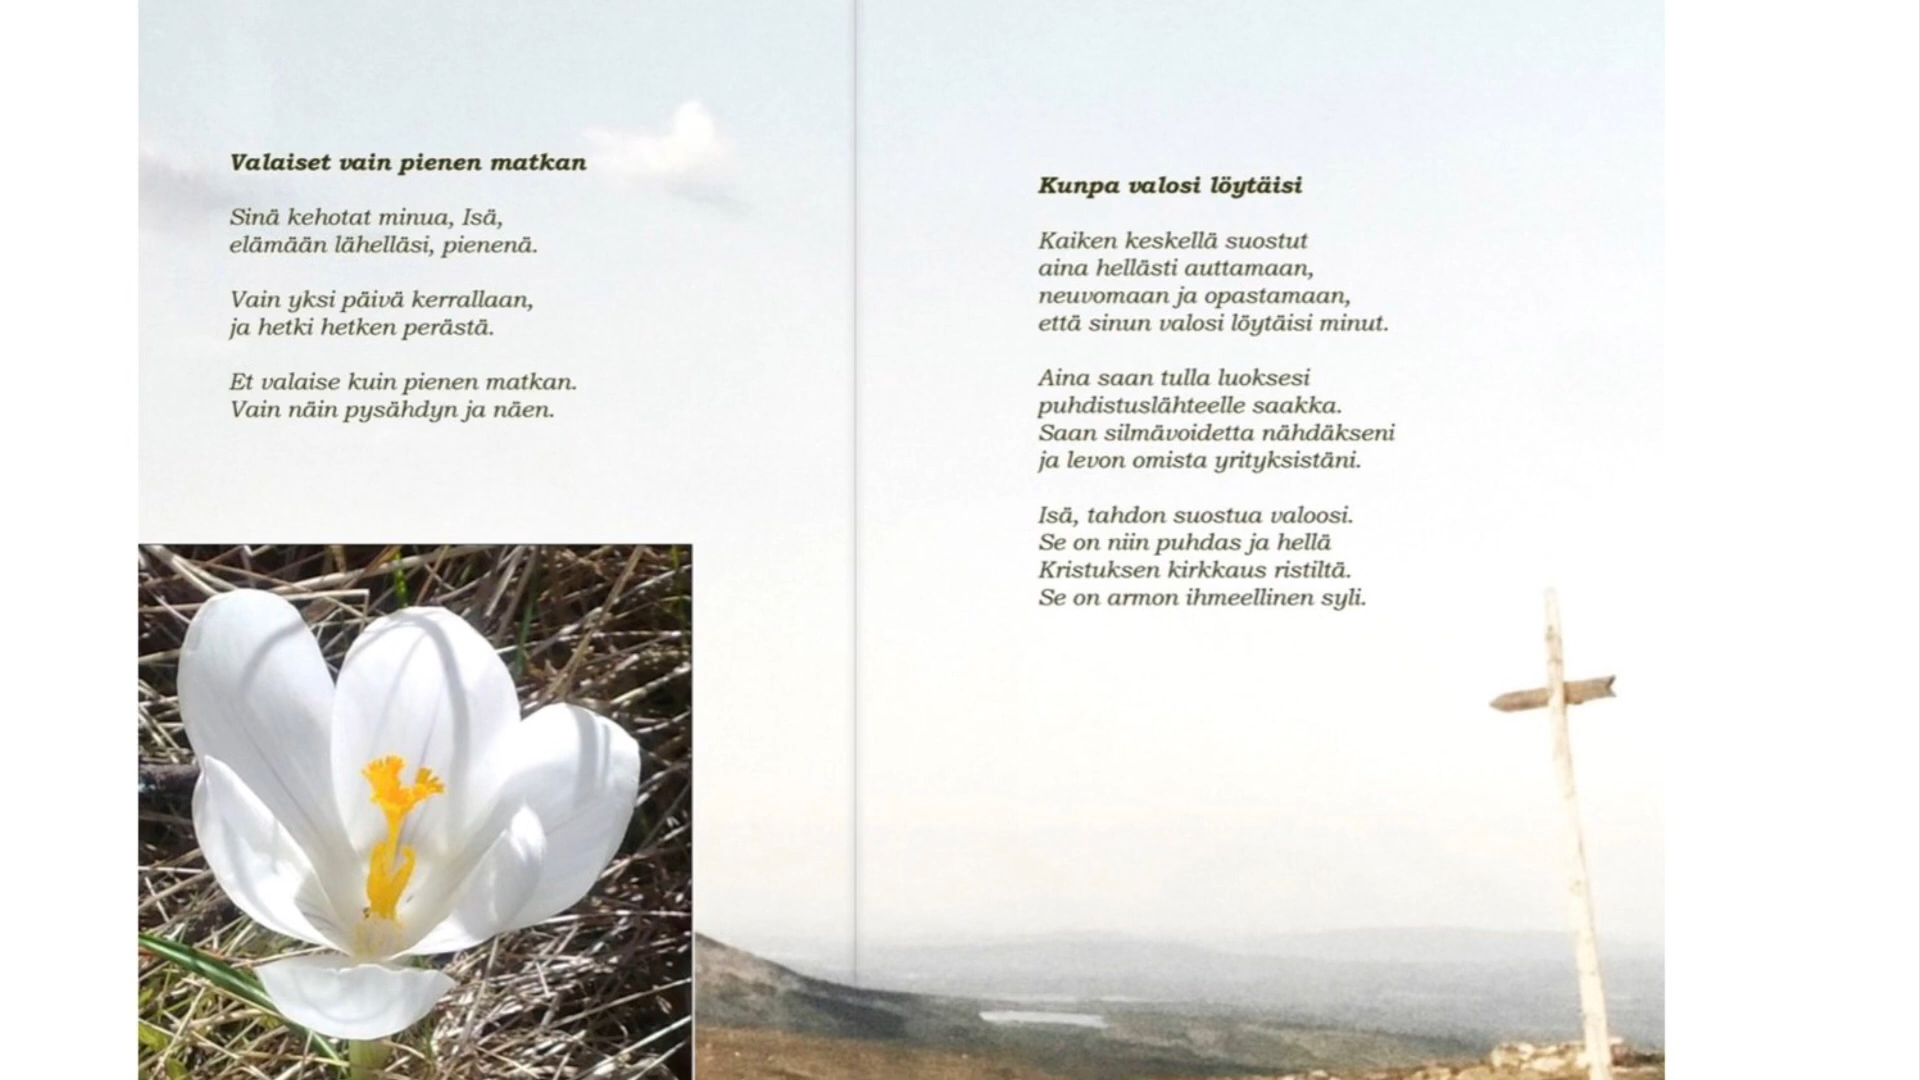 Valaiset vain pienen matkan
Sinä kehotat minua, Isä,
elämään lähelläsi, pienenä.
Vain yksi päivä kerrallaan,
ja hetki hetken perästä.
Et valaise kuin pienen matkan.
Vain näin pysähdyn ja näen.
Kunpa valosi löytäisi
Kaiken keskellä suostut
aina hellästi auttamaan,
neuvomaan ja opastamaan,
että sinun valosi löytäisi minut.
Aina saan tulla luoksesi
puhdistuslähteelle saakka.
Saan silmävoidetta nähdäkseni
ja levon omista yrityksistäni.
Isä, tahdon suostua valoosi.
Se on niin puhdas ja hellä
Kristuksen kirkkaus ristiltä.
Se on armon ihmeellinen syli.